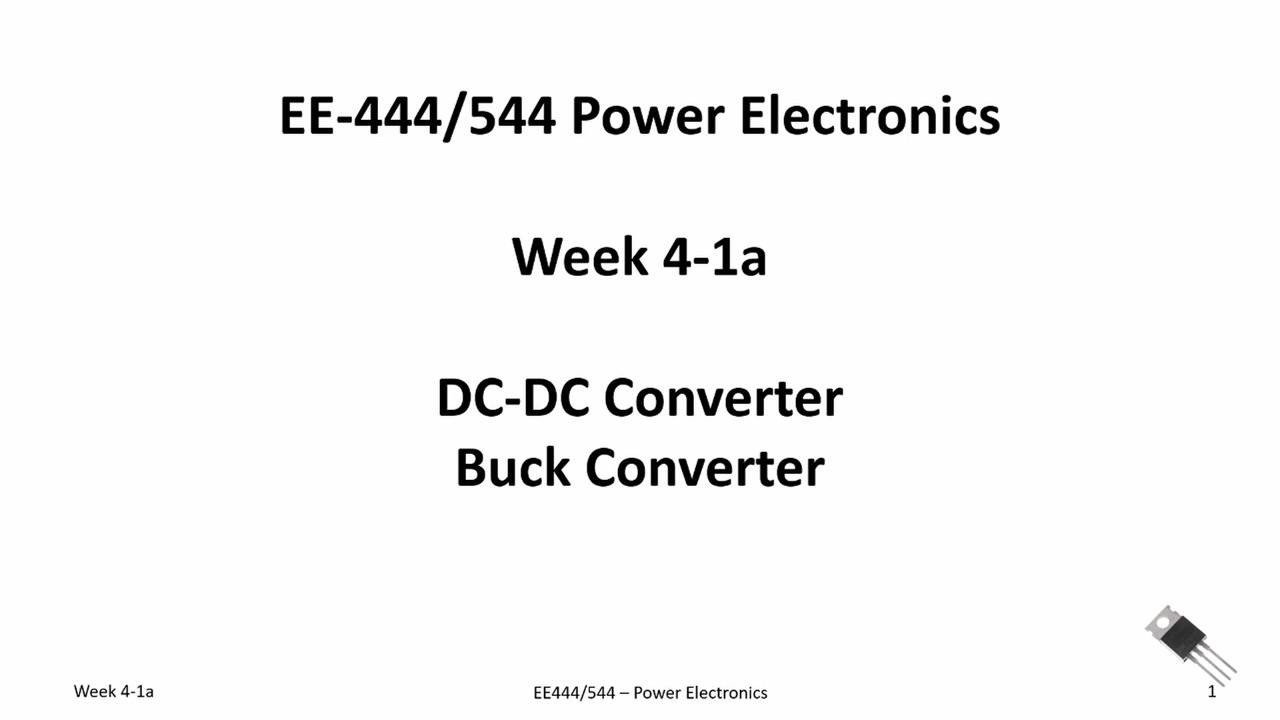 EE-444/544 Power Electronics
Week 4-1a
DC-DC Converter
Buck Converter
Week 4-1a
EE444/544 – Power Electronics
1